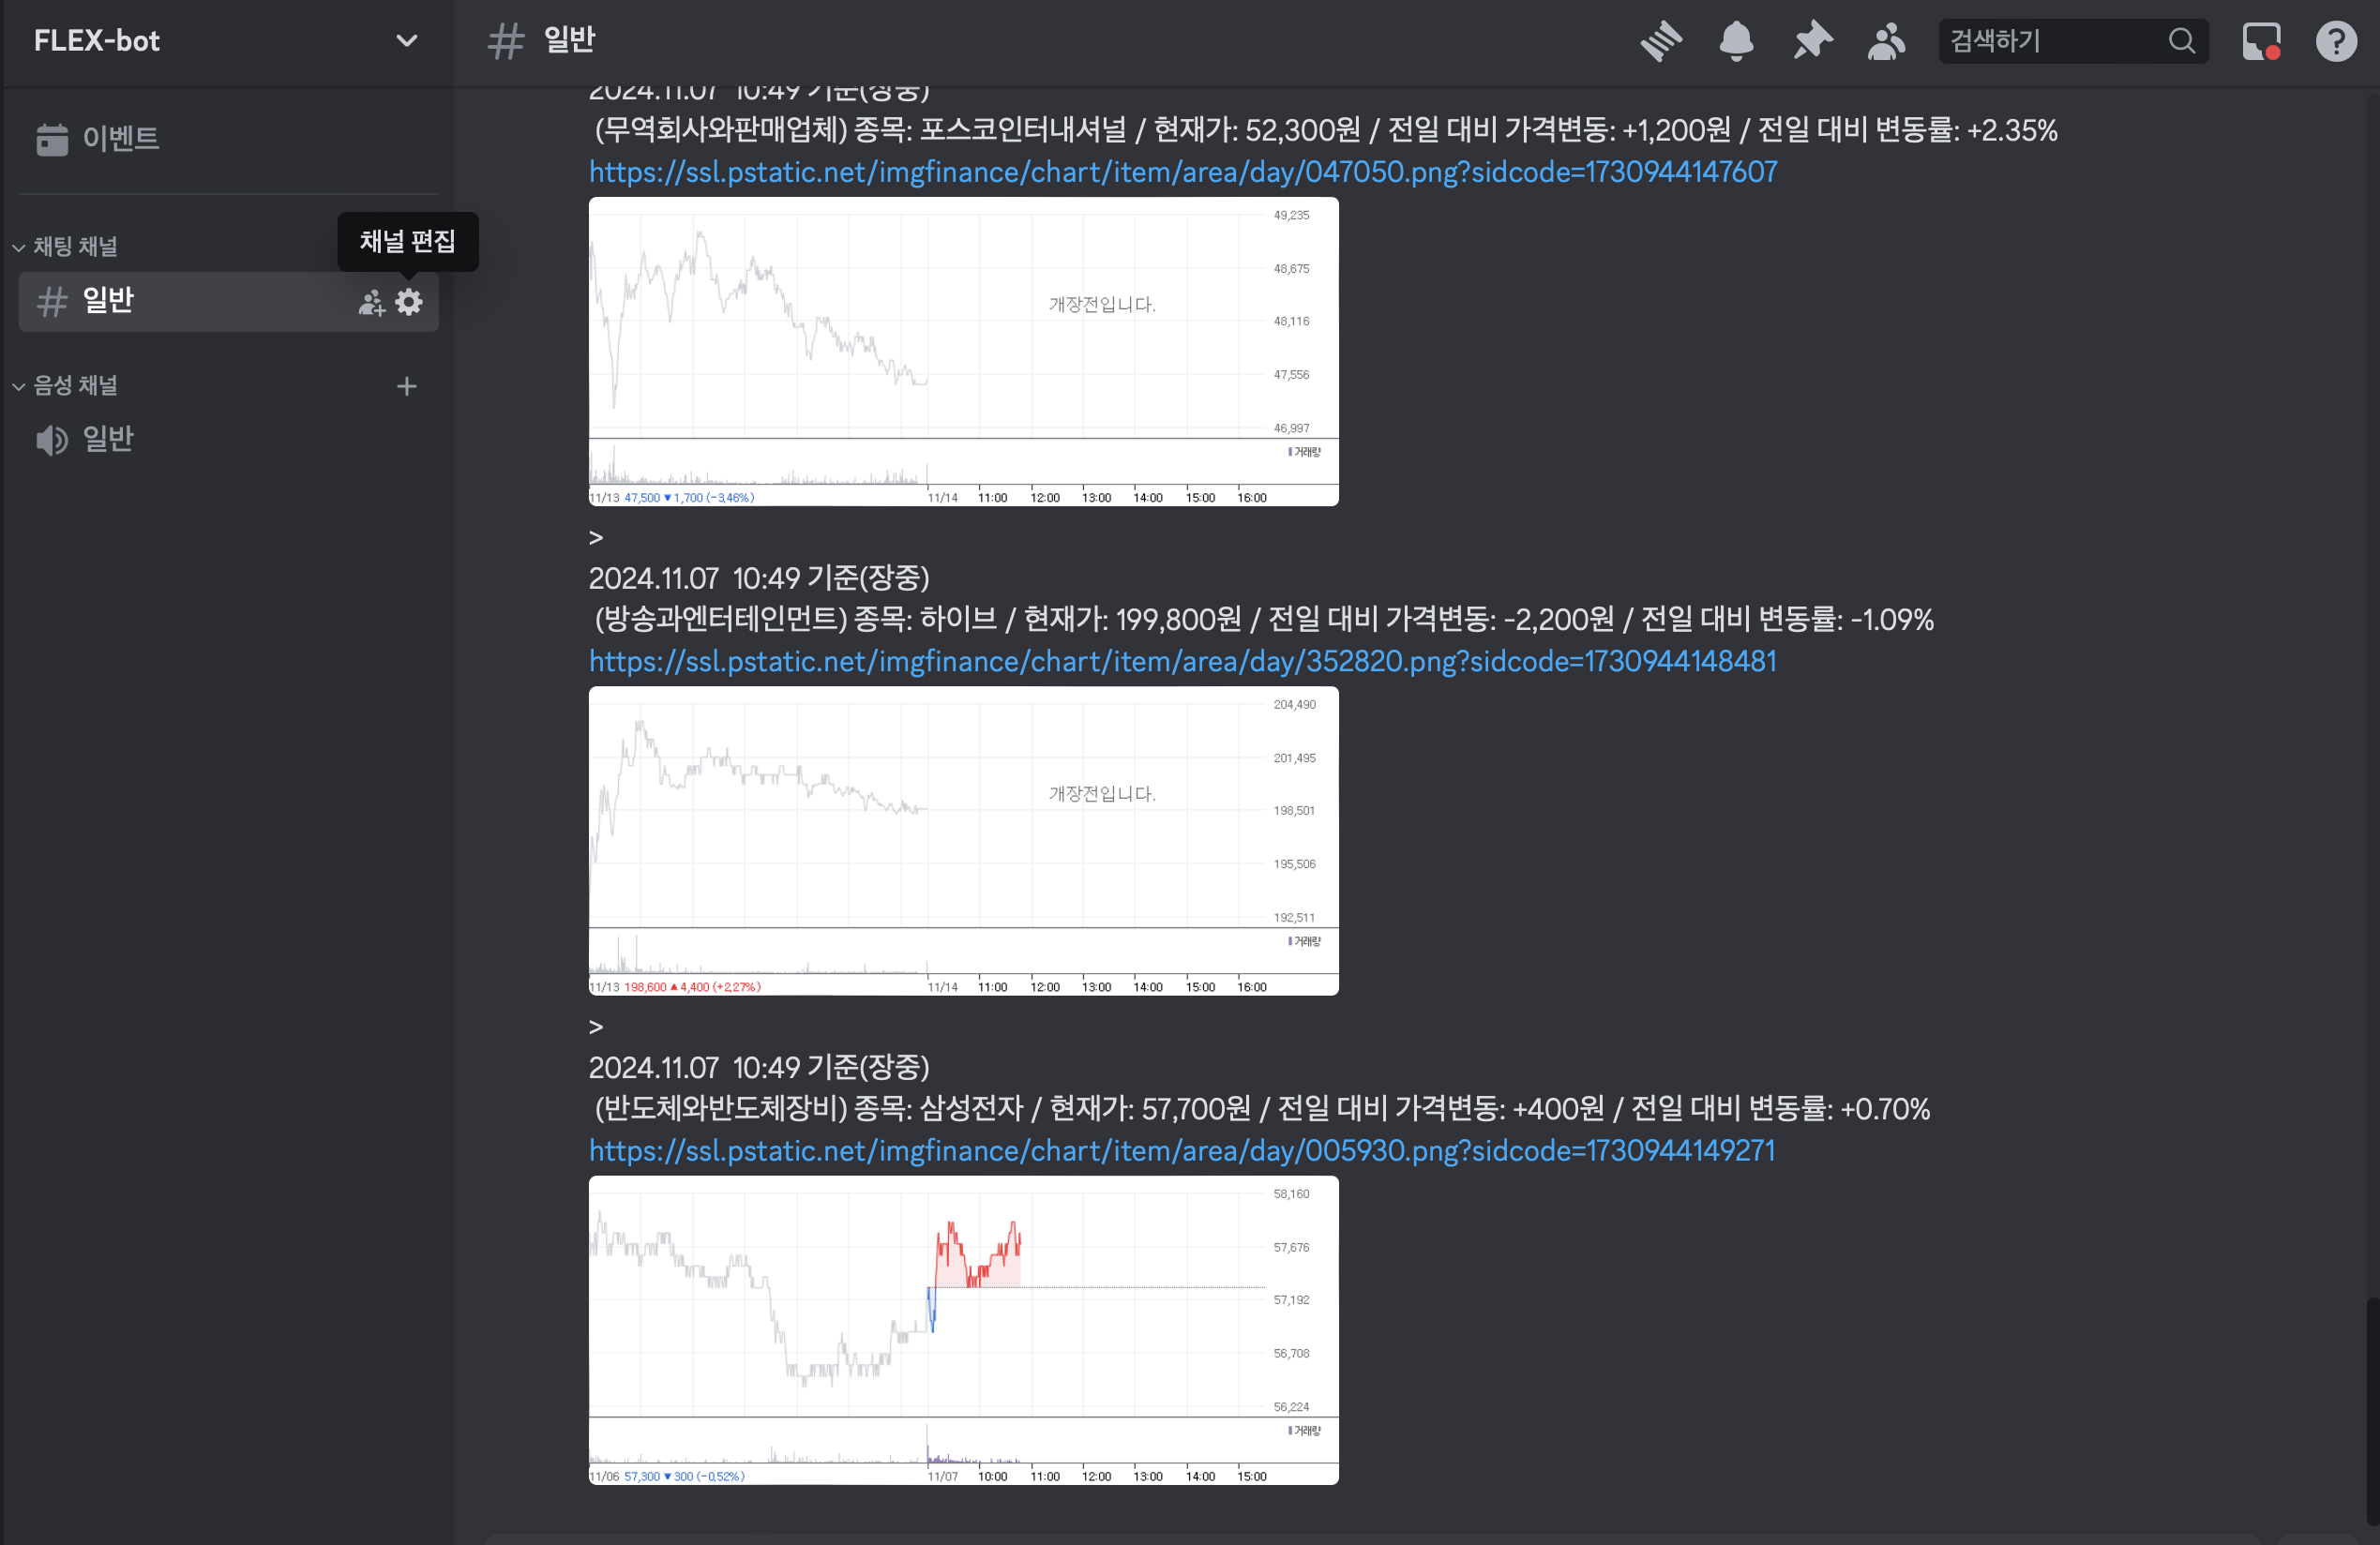 FLEX-bot
일반
검색하기
이벤트
채팅 채널
채널 편집
일반
음성 채널
일반
2024.11.07 10:49 기준(장중)
(무역회사와판매업체) 종목: 포스코인터내셔널 / 현재가: 52,300원 / 전일 대비 가격변동: +1,200원 / 전일 대비 변동률: +2.35%
https://ssl.pstatic.net/imgfinance/chart/item/area/day/047050.png?sidcode=1730944147607
49,235
48,675
개장전입니다.
48,116
47,556
46,997
거래량
11/13 47,500 ▼1,700 (-3.46%) 11/14 11:00 12:00 13:00 14:00 15:00 16:00
>
2024.11.07 10:49 기준(장중)
(방송과엔터테인먼트) 종목: 하이브 / 현재가: 199,800원 / 전일 대비 가격변동: -2,200원 / 전일 대비 변동률: -1.09%
https://ssl.pstatic.net/imgfinance/chart/item/area/day/352820.png?sidcode=1730944148481
204,490
201,495
개장전입니다.
198,501
195,506
192,511
거래량
11/13 198,600 ▲4,400 (+2.27%) 11/14 11:00 12:00 13:00 14:00 15:00 16:00
>
2024.11.07 10:49 기준(장중)
(반도체와반도체장비) 종목: 삼성전자 / 현재가: 57,700원 / 전일 대비 가격변동: +400원 / 전일 대비 변동률: +0.70%
https://ssl.pstatic.net/imgfinance/chart/item/area/day/005930.png?sidcode=1730944149271
58,160
57,676
57,192
56,708
56,224
거래량
11/06 57,300 ▼300 (-0.52%) 11/07 10:00 11:00 12:00 13:00 14:00 15:00